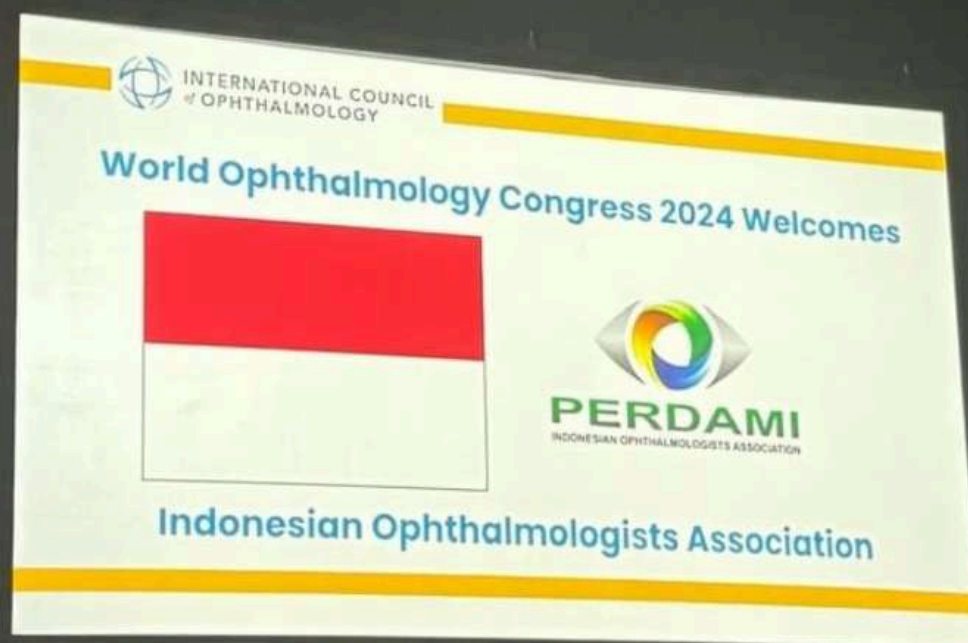 INTERNATIONAL COUNCIL
of OPHTHALMOLOGY
World Ophthalmology Congress 2024 Welcomes
PERDAMI
INDONESIAN OPHTHALMOLOGISTS ASSOCIATION
Indonesian Ophthalmologists Association